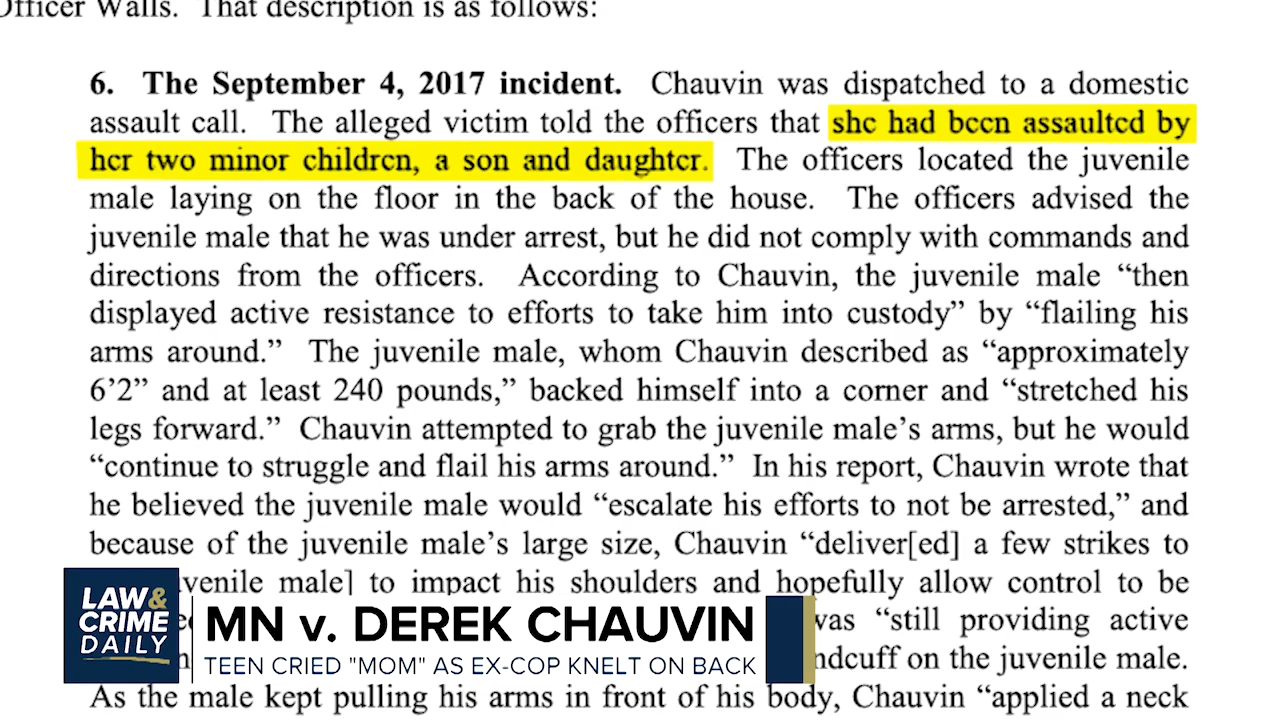 Officer Walls. That description is as follows:
6. The September 4, 2017 incident. Chauvin was dispatched to a domestic
assault call. The alleged victim told the officers that she had been assaulted by
her two minor children, a son and daughter. The officers located the juvenile
male laying on the floor in the back of the house. The officers advised the
juvenile male that he was under arrest, but he did not comply with commands and
directions from the officers. According to Chauvin, the juvenile male “then
displayed active resistance to efforts to take him into custody” by “flailing his
arms around.” The juvenile male, whom Chauvin described as “approximately
6’2” and at least 240 pounds,” backed himself into a corner and “stretched his
legs forward.” Chauvin attempted to grab the juvenile male’s arms, but he would
“continue to struggle and flail his arms around.” In his report, Chauvin wrote that
he believed the juvenile male would “escalate his efforts to not be arrested,” and
because of the juvenile male’s large size, Chauvin “deliver[ed] a few strikes to
male] to impact his shoulders and hopefully allow control to be
was “still providing active
on the juvenile male.
As the male kept pulling his arms in front of his body, Chauvin “applied a neck
LAW&
CRIME
DAILY
MN v. DEREK CHAUVIN
TEEN CRIED "MOM" AS EX-COP KNELT ON BACK